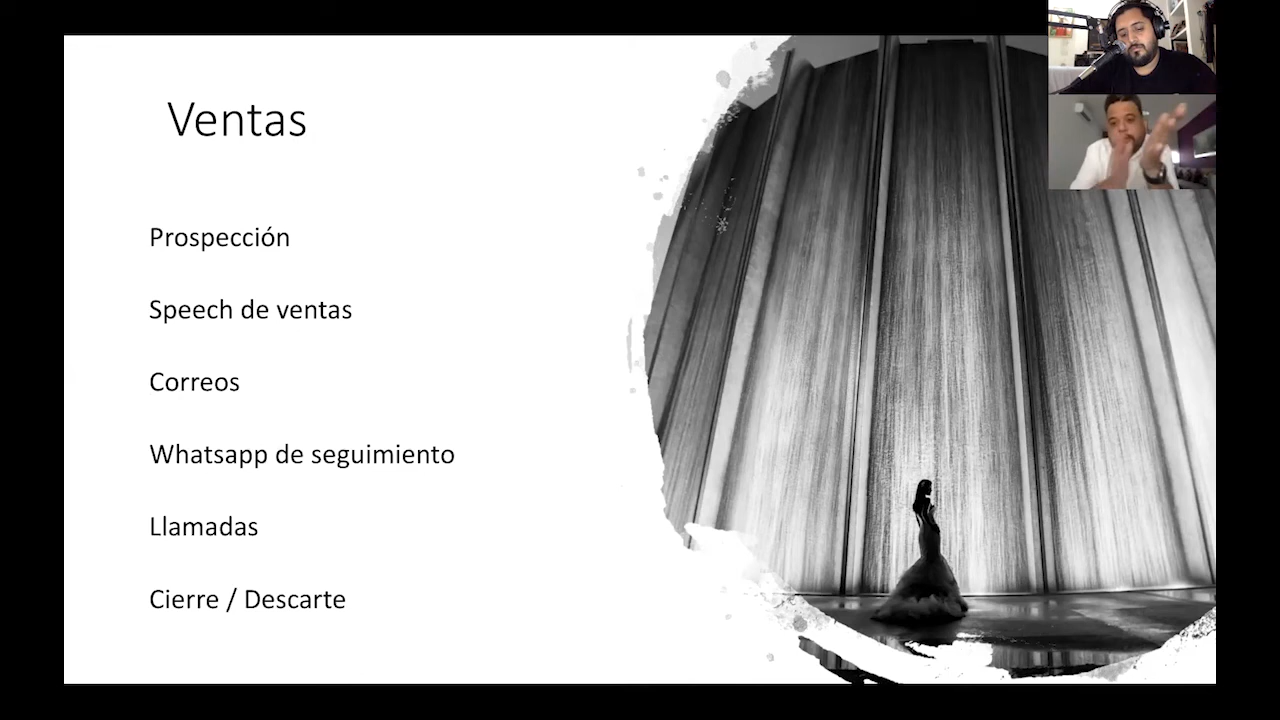 Ventas
Prospección
Speech de ventas
Correos
Whatsapp de seguimiento
Llamadas
Cierre / Descarte